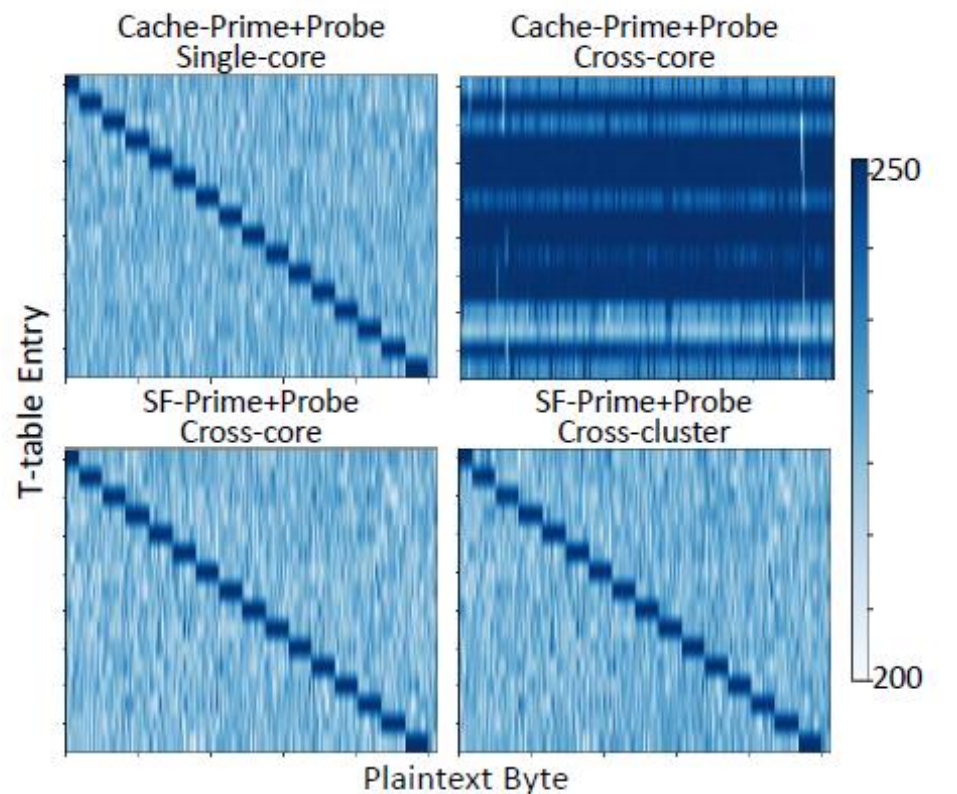 Cache-Prime+Probe
Single-core
Cache-Prime+Probe
Cross-core
250
T-table Entry
SF-Prime+Probe
Cross-core
SF-Prime+Probe
Cross-cluster
200
Plaintext Byte